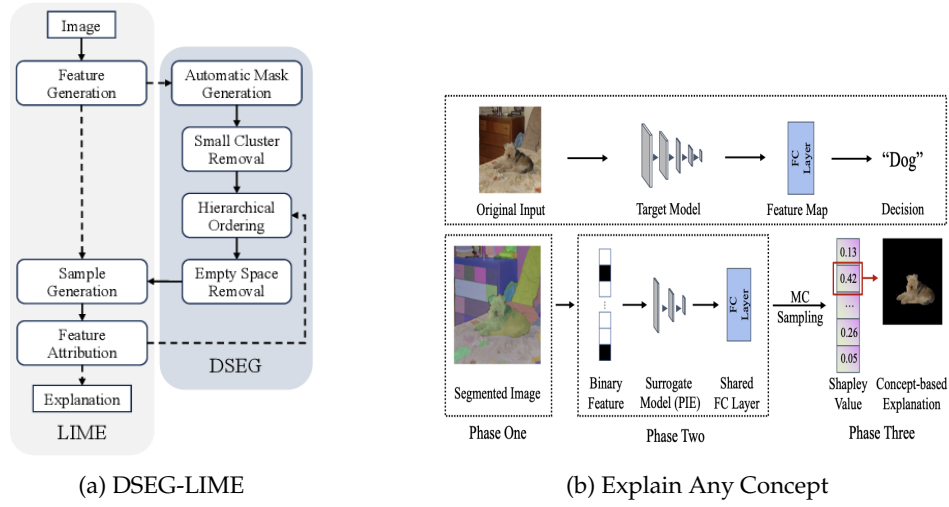 Image
Feature
Generation
Sample
Generation
Feature
Attribution
Explanation
LIME
Automatic Mask
Generation
Small Cluster
Removal
Hierarchical
Ordering
Empty Space
Removal
DSEG
(a) DSEG-LIME
Original Input
Target Model
FC
Layer
Feature Map
“Dog”
Decision
Segmented Image
Phase One
Binary
Feature
Surrogate
Model (PIE)
FC
Layer
Shared
FC Layer
Phase Two
MC
Sampling
0.13
0.42
...
0.26
0.05
Shapley
Value
Concept-based
Explanation
Phase Three
(b) Explain Any Concept